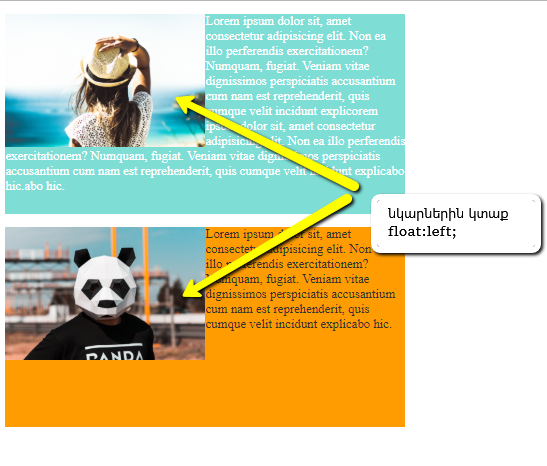 Lorem ipsum dolor sit, amet
consectetur adipisicing elit. Non ea
illo perferendis exercitationem?
Numquam, fugiat. Veniam vitae
dignissimos perspiciatis accusantium
cum nam est reprehenderit, quis
cumque velit incidunt explicorem
ipsum dolor sit, amet consectetur
adipisicing elit. Non ea illo perferendis
exercitationem? Numquam, fugiat. Veniam vitae dignissimos perspiciatis
accusantium cum nam est reprehenderit, quis cumque velit incidunt explicabo
hic.abo hic.
նկարներին կտաք
float:left;
Lorem ipsum dolor sit, amet
consectetur adipisicing elit. Non ea
illo perferendis exercitationem?
Numquam, fugiat. Veniam vitae
dignissimos perspiciatis accusantium
cum nam est reprehenderit, quis
cumque velit incidunt explicabo hic.
PANDA